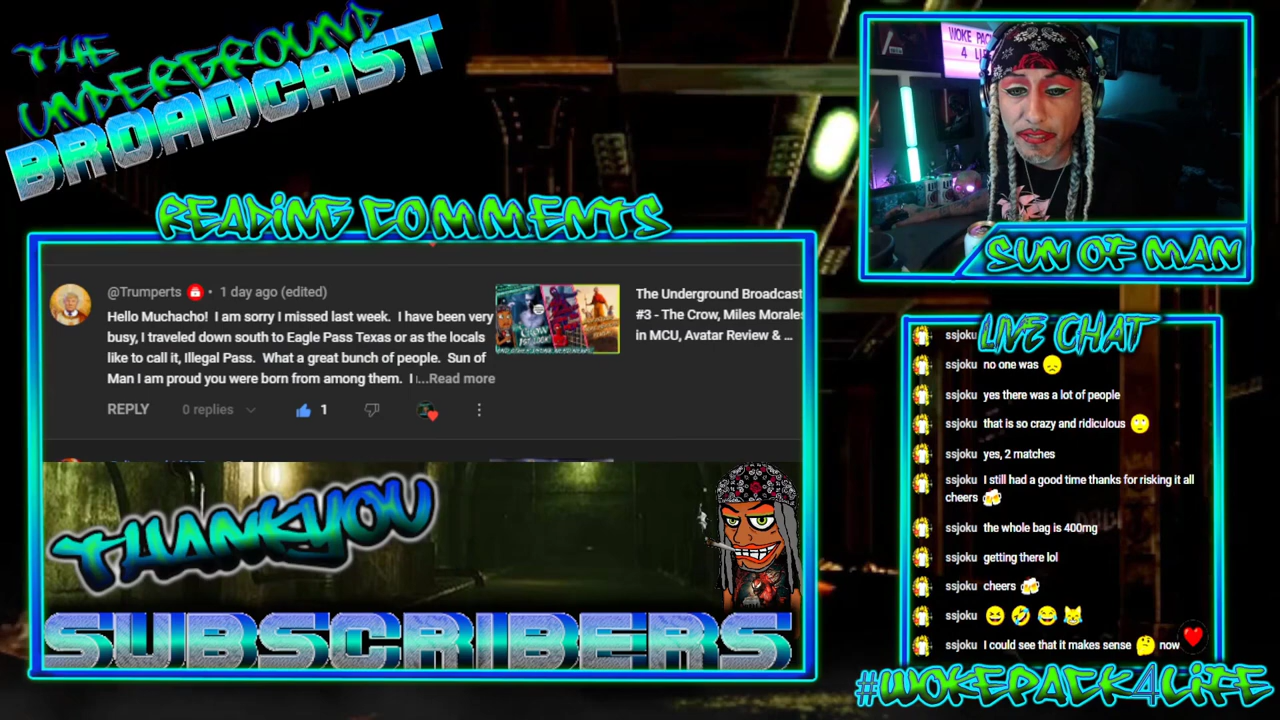 THE
UNDERGROUND
BROADCAST
WOKE PACK
4 LIFE
READING COMMENTS
@Trumperts • 1 day ago (edited)
Hello Muchacho! I am sorry I missed last week. I have been very
busy, I traveled down south to Eagle Pass Texas or as the locals
like to call it, Illegal Pass. What a great bunch of people. Sun of
Man I am proud you were born from among them. I ...Read more
REPLY 0 replies 1
The Underground Broadcast
#3 - The Crow, Miles Morales
in MCU, Avatar Review & ...
THANKYOU
SUBSCRIBERS
SUN OF MAN
LIVE CHAT
ssjoku
ssjoku no one was 😞
ssjoku yes there was a lot of people
ssjoku that is so crazy and ridiculous 🙄
ssjoku yes, 2 matches
ssjoku I still had a good time thanks for risking it all
cheers 🍻
ssjoku the whole bag is 400mg
ssjoku getting there lol
ssjoku cheers 🍻
ssjoku 😆 🤣 😂 😹
ssjoku I could see that it makes sense 🤔 now
#WOKEPACK4LIFE